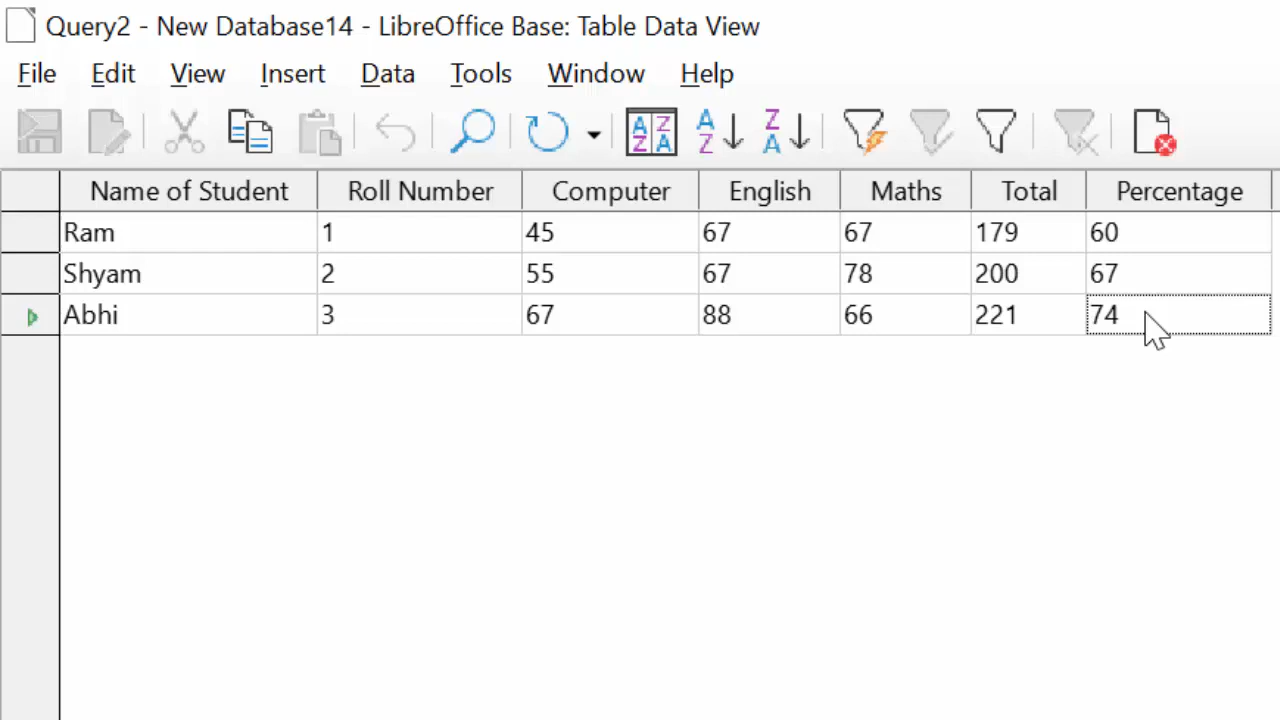 Query2 - New Database14 - LibreOffice Base: Table Data View
File Edit View Insert Data Tools Window Help
Name of Student Roll Number Computer English Maths Total Percentage
Ram 1 45 67 67 179 60
Shyam 2 55 67 78 200 67
Abhi 3 67 88 66 221 74